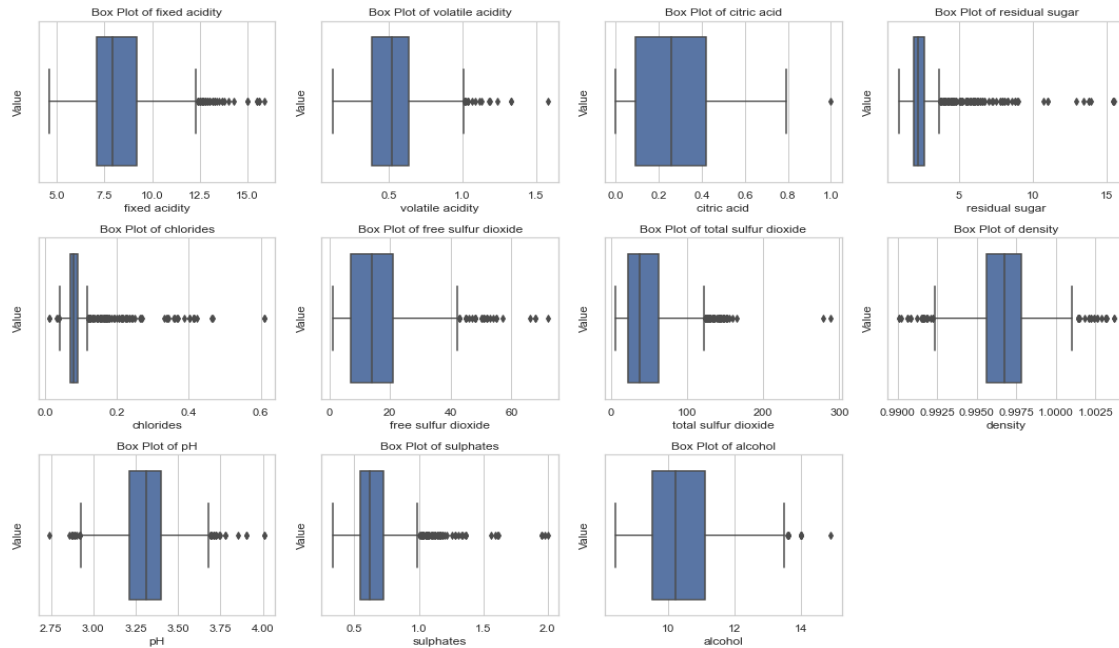 Box Plot of fixed acidity
Value
5.0 7.5 10.0 12.5 15.0
fixed acidity
Box Plot of volatile acidity
Value
0.5 1.0 1.5
volatile acidity
Box Plot of citric acid
Value
0.0 0.2 0.4 0.6 0.8 1.0
citric acid
Box Plot of residual sugar
Value
5 10 15
residual sugar
Box Plot of chlorides
Value
0.0 0.2 0.4 0.6
chlorides
Box Plot of free sulfur dioxide
Value
0 20 40 60
free sulfur dioxide
Box Plot of total sulfur dioxide
Value
0 100 200 300
total sulfur dioxide
Box Plot of density
Value
0.9900 0.9925 0.9950 0.9975 1.0000 1.0025
density
Box Plot of pH
Value
2.75 3.00 3.25 3.50 3.75 4.00
pH
Box Plot of sulphates
Value
0.5 1.0 1.5 2.0
sulphates
Box Plot of alcohol
Value
10 12 14
alcohol